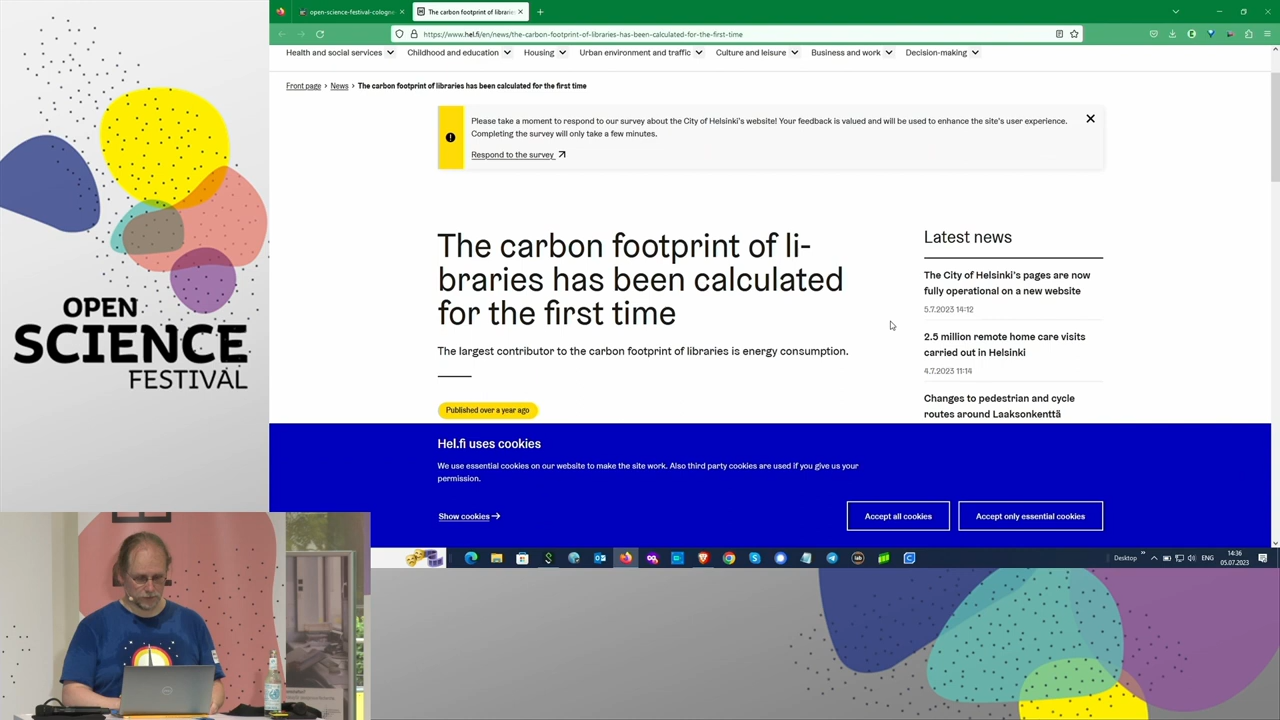 open-science-festival-cologne
The carbon footprint of libraries
https://www.hel.fi/en/news/the-carbon-footprint-of-libraries-has-been-calculated-for-the-first-time
Health and social services
Childhood and education
Housing
Urban environment and traffic
Culture and leisure
Business and work
Decision-making
Front page > News > The carbon footprint of libraries has been calculated for the first time
Please take a moment to respond to our survey about the City of Helsinki's website! Your feedback is valued and will be used to enhance the site's user experience.
Completing the survey will only take a few minutes.
Respond to the survey
The carbon footprint of li-
braries has been calculated
for the first time
The largest contributor to the carbon footprint of libraries is energy consumption.
Published over a year ago
Latest news
The City of Helsinki's pages are now
fully operational on a new website
5.7.2023 14:12
2.5 million remote home care visits
carried out in Helsinki
4.7.2023 11:14
Changes to pedestrian and cycle
routes around Laaksonkenttä
Hel.fi uses cookies
We use essential cookies on our website to make the site work. Also third party cookies are used if you give us your
permission.
Show cookies
Accept all cookies
Accept only essential cookies
Desktop
ENG
14:36
05.07.2023
OPEN
SCIENCE
FESTIVAL
DELL